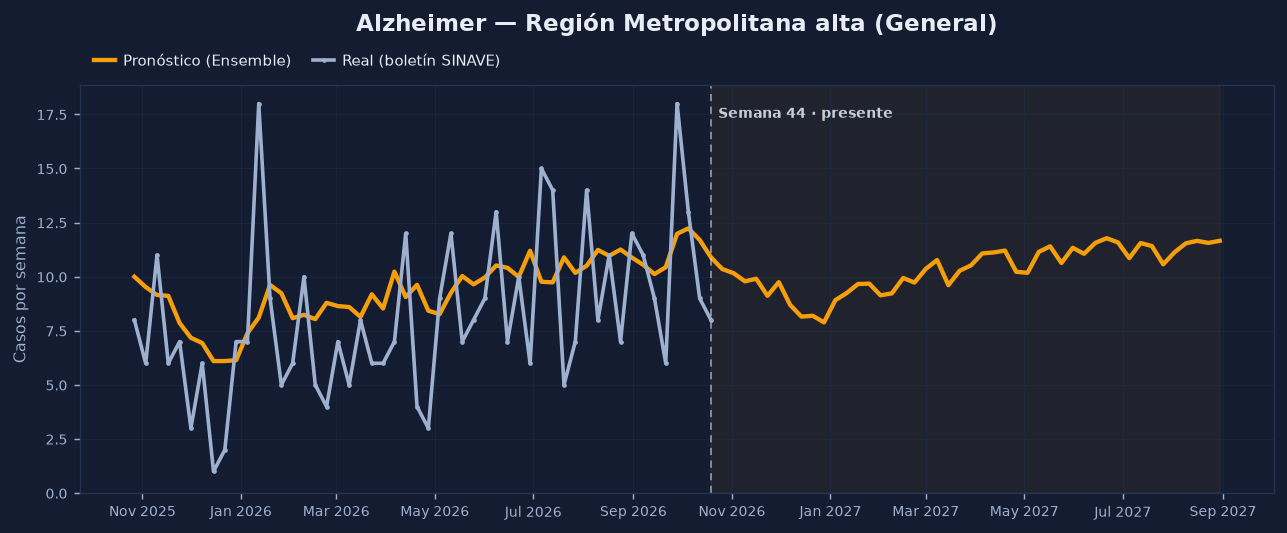 Alzheimer — Región Metropolitana alta (General)
Pronóstico (Ensemble) Real (boletín SINAVE)
Semana 44 · presente
Casos por semana
17.5
15.0
12.5
10.0
7.5
5.0
2.5
0.0
Nov 2025 Jan 2026 Mar 2026 May 2026 Jul 2026 Sep 2026 Nov 2026 Jan 2027 Mar 2027 May 2027 Jul 2027 Sep 2027